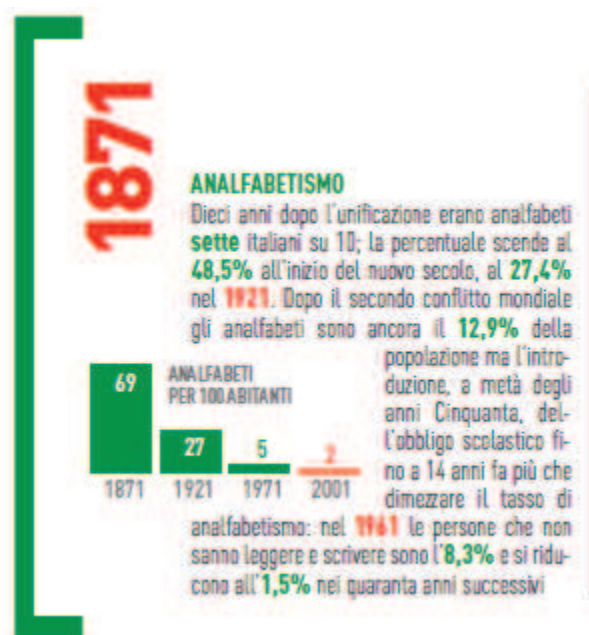 1871
ANALFABETISMO
Dieci anni dopo l'unificazione erano analfabeti
sette italiani su 10; la percentuale scende al
48,5% all'inizio del nuovo secolo, al 27,4%
nel 1921. Dopo il secondo conflitto mondiale
gli analfabeti sono ancora il 12,9% della
popolazione ma l'intro-
duzione, a metà degli
anni Cinquanta, del-
l'obbligo scolastico fi-
no a 14 anni fa più che
dimezzare il tasso di
analfabetismo: nel 1961 le persone che non
sanno leggere e scrivere sono l'8,3% e si ridu-
cono all'1,5% nei quaranta anni successivi
ANALFABETI
PER 100 ABITANTI
69
27
5
2
1871 1921 1971 2001